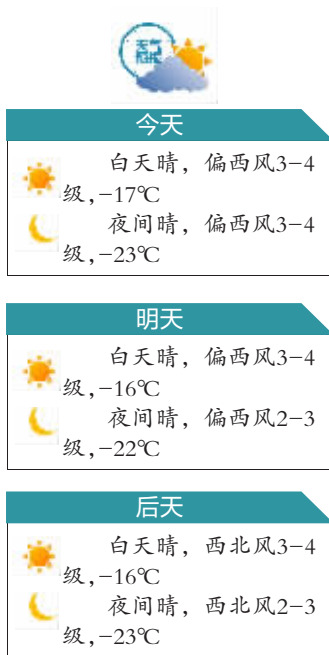 天气
预报
今天
白天晴，偏西风3-4
级，-17℃
夜间晴，偏西风3-4
级，-23℃
明天
白天晴，偏西风3-4
级，-16℃
夜间晴，偏西风2-3
级，-22℃
后天
白天晴，西北风3-4
级，-16℃
夜间晴，西北风2-3
级，-23℃